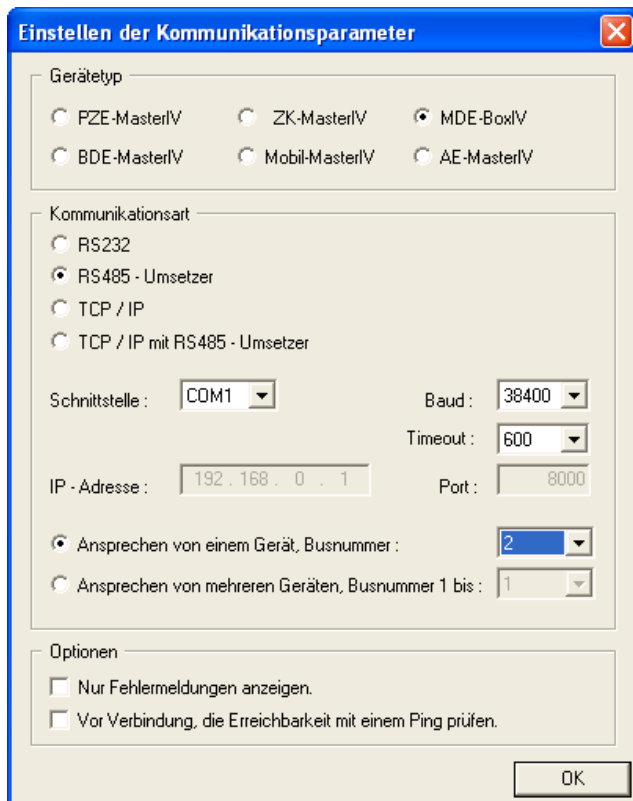 Einstellen der Kommunikationsparameter
Gerätetyp
PZE-MasterIV ZK-MasterIV MDE-BoxIV
BDE-MasterIV Mobil-MasterIV AE-MasterIV
Kommunikationsart
RS232
RS485 - Umsetzer
TCP / IP
TCP / IP mit RS485 - Umsetzer
Schnittstelle : COM1 Baud : 38400
Timeout : 600
IP - Adresse : 192 . 168 . 0 . 1 Port : 8000
Ansprechen von einem Gerät, Busnummer : 2
Ansprechen von mehreren Geräten, Busnummer 1 bis : 1
Optionen
Nur Fehlermeldungen anzeigen.
Vor Verbindung, die Erreichbarkeit mit einem Ping prüfen.
OK